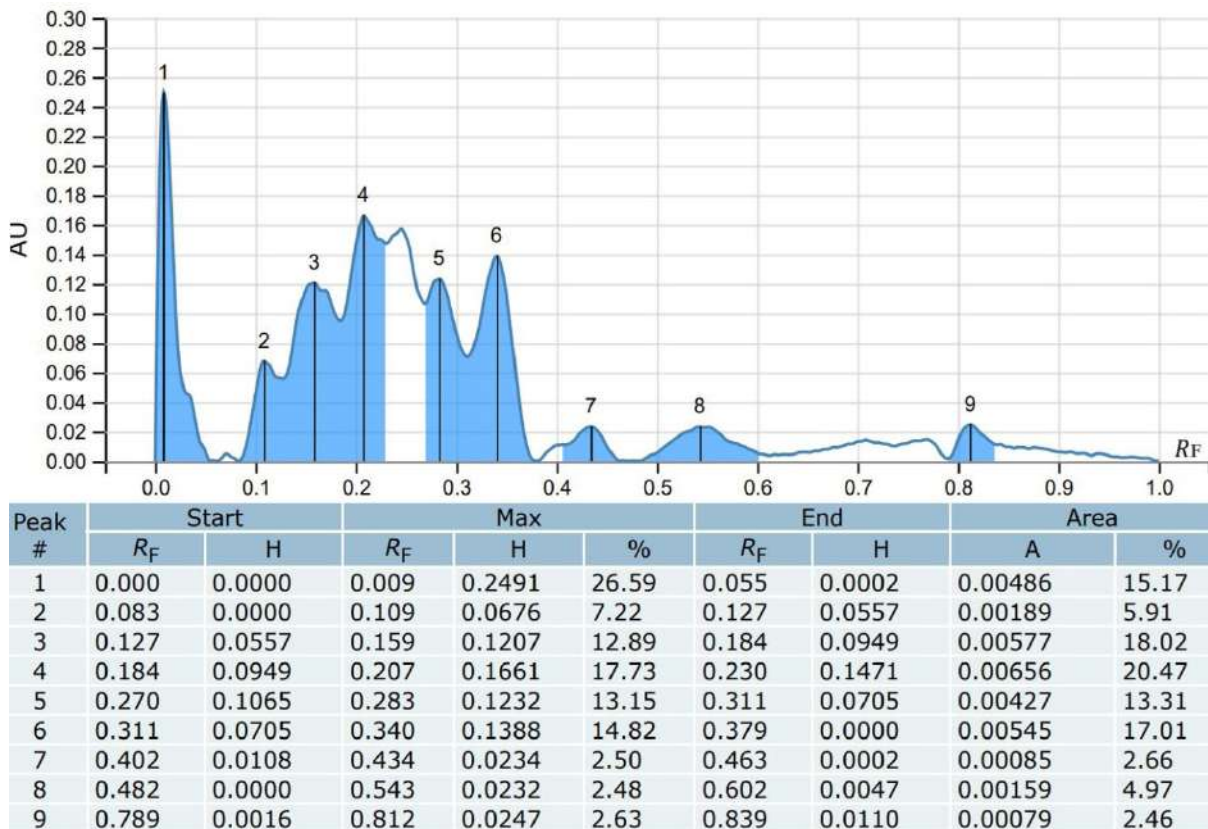 0.30
0.28
0.26
0.24
0.22
0.20
0.18
0.16
0.14
0.12
0.10
0.08
0.06
0.04
0.02
0.00
AU
1
2
3
4
5
6
7
8
9
RF
0.0 0.1 0.2 0.3 0.4 0.5 0.6 0.7 0.8 0.9 1.0
Peak Start Max End Area
# RF H RF H % RF H A %
1 0.000 0.0000 0.009 0.2491 26.59 0.055 0.0002 0.00486 15.17
2 0.083 0.0000 0.109 0.0676 7.22 0.127 0.0557 0.00189 5.91
3 0.127 0.0557 0.159 0.1207 12.89 0.184 0.0949 0.00577 18.02
4 0.184 0.0949 0.207 0.1661 17.73 0.230 0.1471 0.00656 20.47
5 0.270 0.1065 0.283 0.1232 13.15 0.311 0.0705 0.00427 13.31
6 0.311 0.0705 0.340 0.1388 14.82 0.379 0.0000 0.00545 17.01
7 0.402 0.0108 0.434 0.0234 2.50 0.463 0.0002 0.00085 2.66
8 0.482 0.0000 0.543 0.0232 2.48 0.602 0.0047 0.00159 4.97
9 0.789 0.0016 0.812 0.0247 2.63 0.839 0.0110 0.00079 2.46